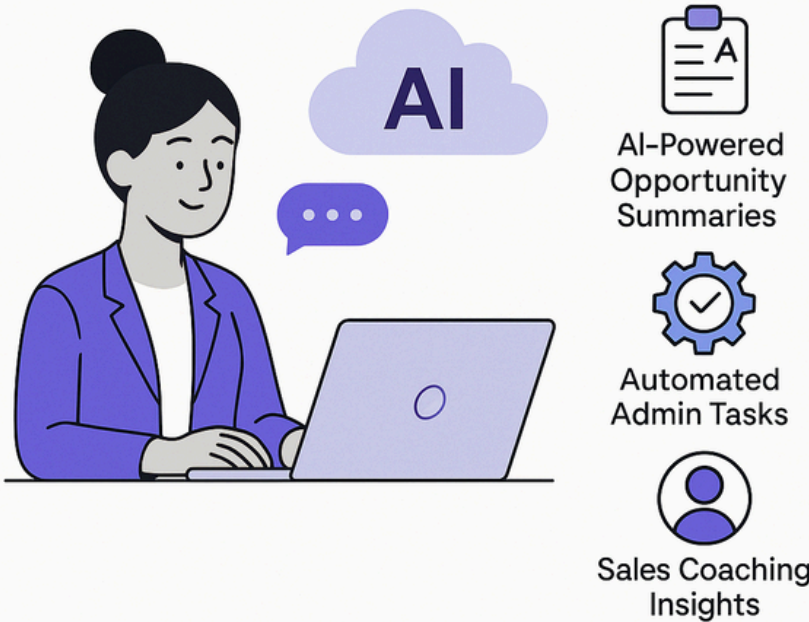 AI
A
AI-Powered
Opportunity
Summaries
Automated
Admin Tasks
Sales Coaching
Insights